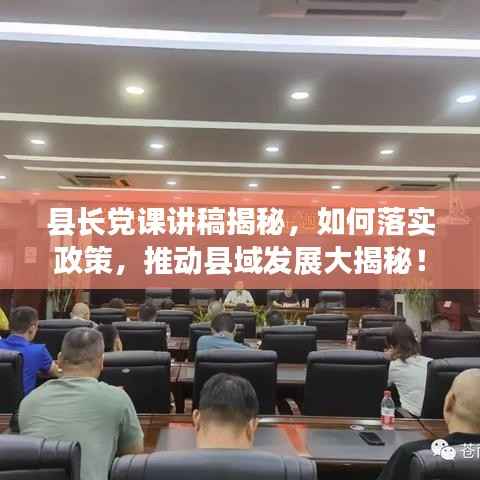 县长党课讲稿揭秘，如何落实
政策，推动县域发展大揭秘！
苍